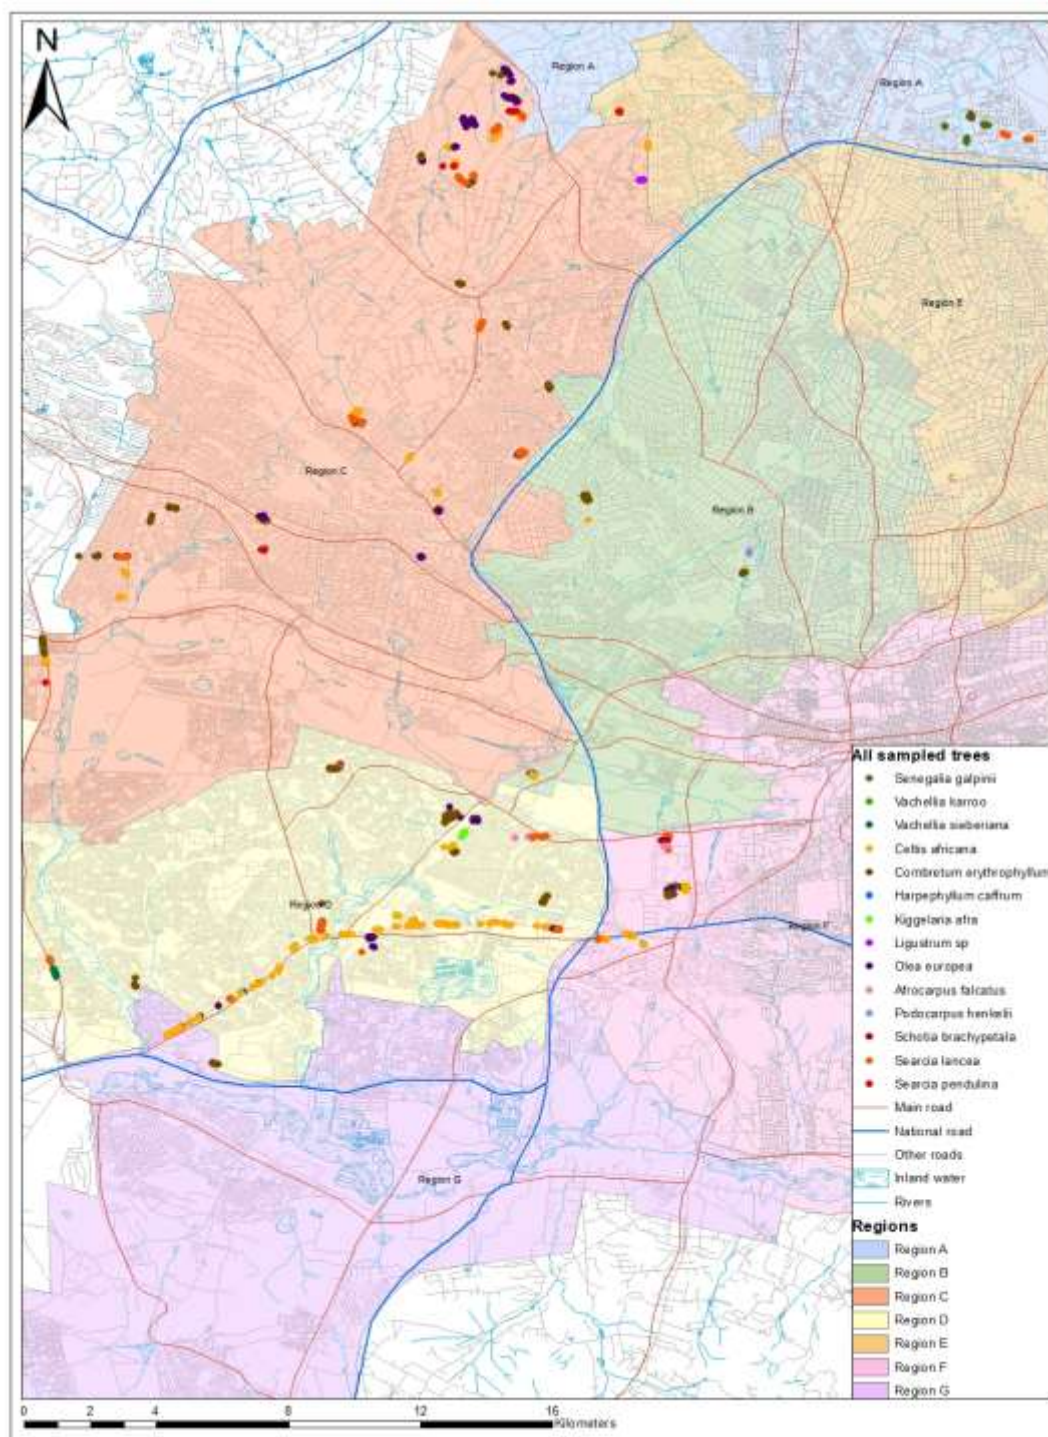 N
Region A
Region A
Region E
Region C
Region B
Region D
Region F
Region G
All sampled trees
Senegalia galpinii
Vachellia karroo
Vachellia sieberiana
Celtis africana
Combretum erythrophyllum
Harpephyllum caffrum
Kiggelaria afra
Ligustrum sp
Olea europea
Afrocarpus falcatus
Podocarpus henkelii
Schotia brachypetala
Searcia lancea
Searcia pendulina
Main road
National road
Other roads
Inland water
Rivers
Regions
Region A
Region B
Region C
Region D
Region E
Region F
Region G
0 2 4 8 12 16
Kilometers